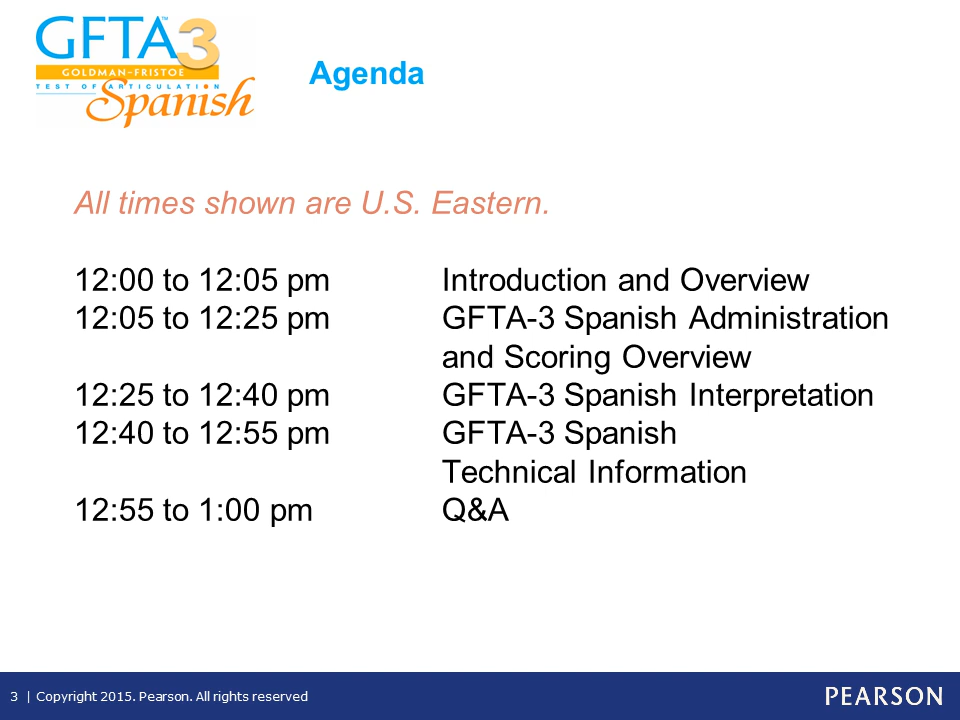 GFTA™3
GOLDMAN-FRISTOE
TEST OF ARTICULATION
Spanish
Agenda
All times shown are U.S. Eastern.
12:00 to 12:05 pm Introduction and Overview
12:05 to 12:25 pm GFTA-3 Spanish Administration
and Scoring Overview
12:25 to 12:40 pm GFTA-3 Spanish Interpretation
12:40 to 12:55 pm GFTA-3 Spanish
Technical Information
12:55 to 1:00 pm Q&A
3 | Copyright 2015. Pearson. All rights reserved
PEARSON